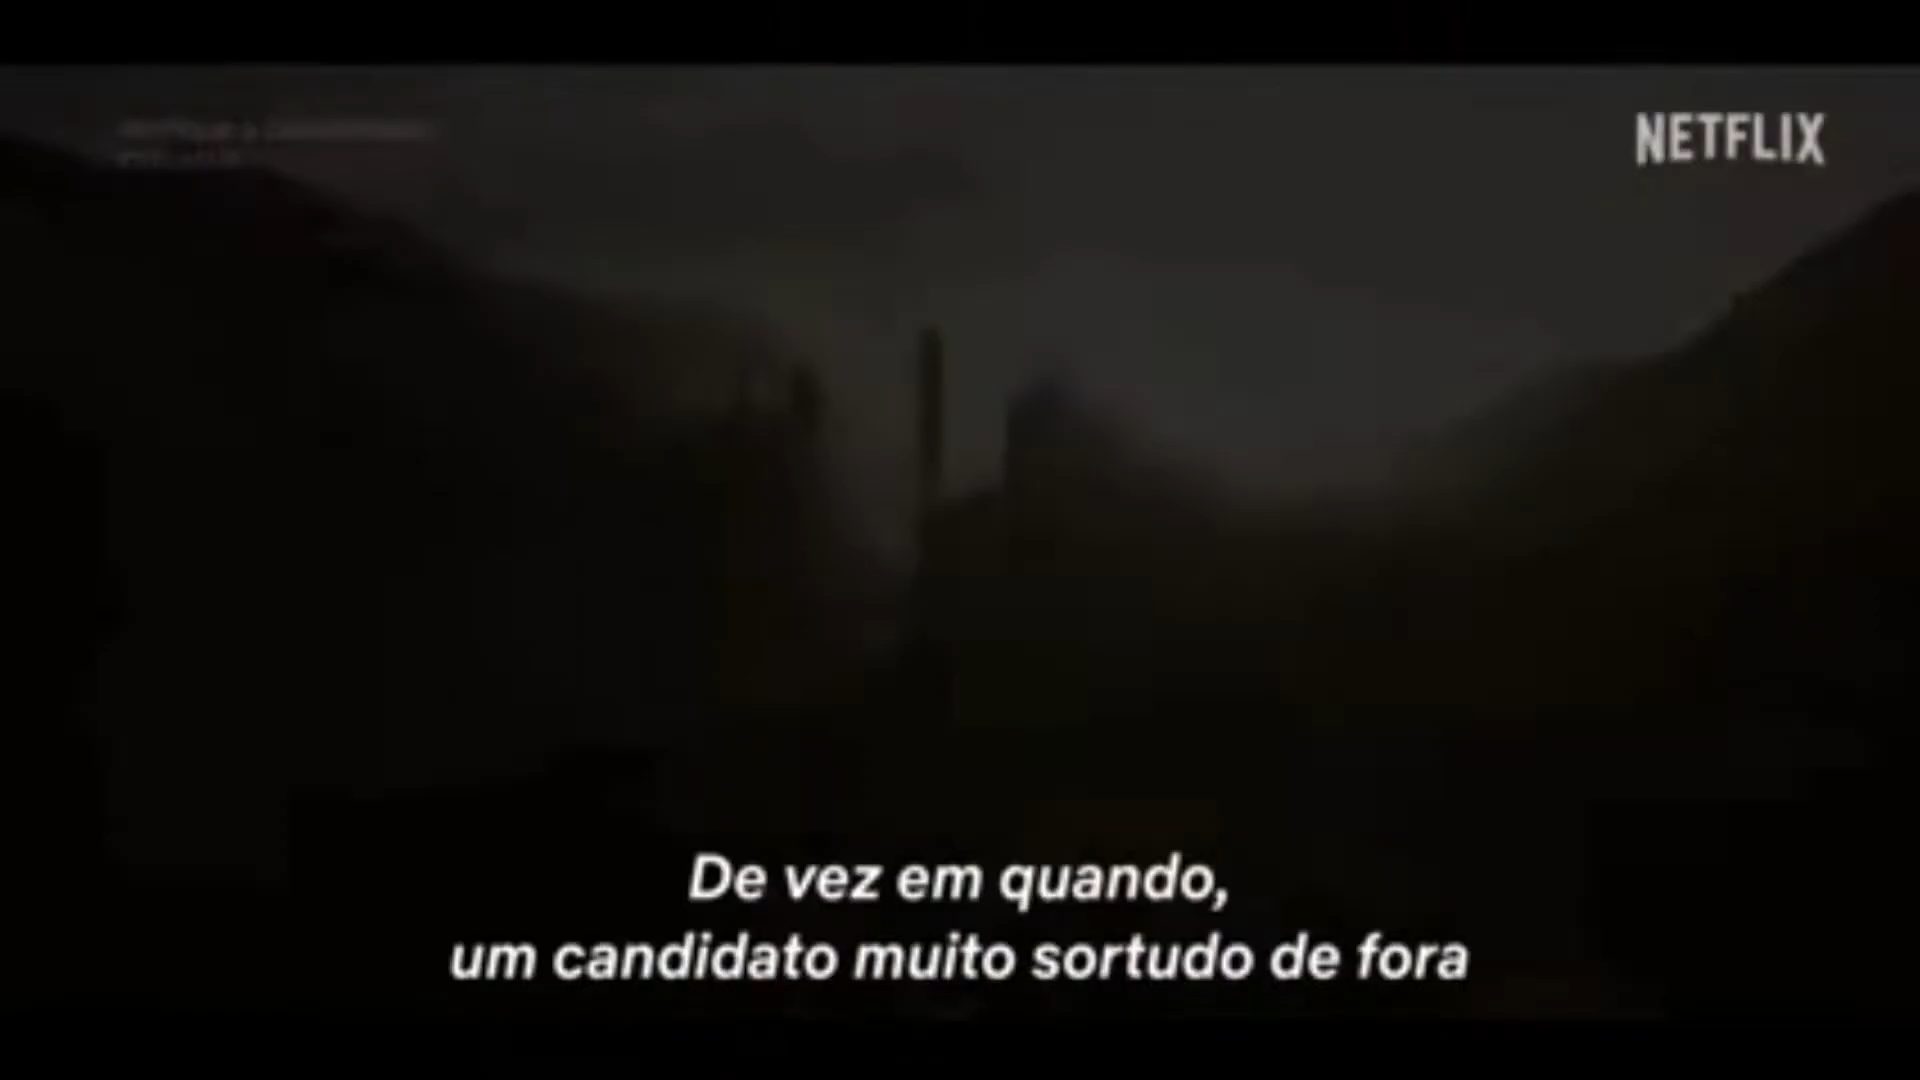 NETFLIX
De vez em quando,
um candidato muito sortudo de fora